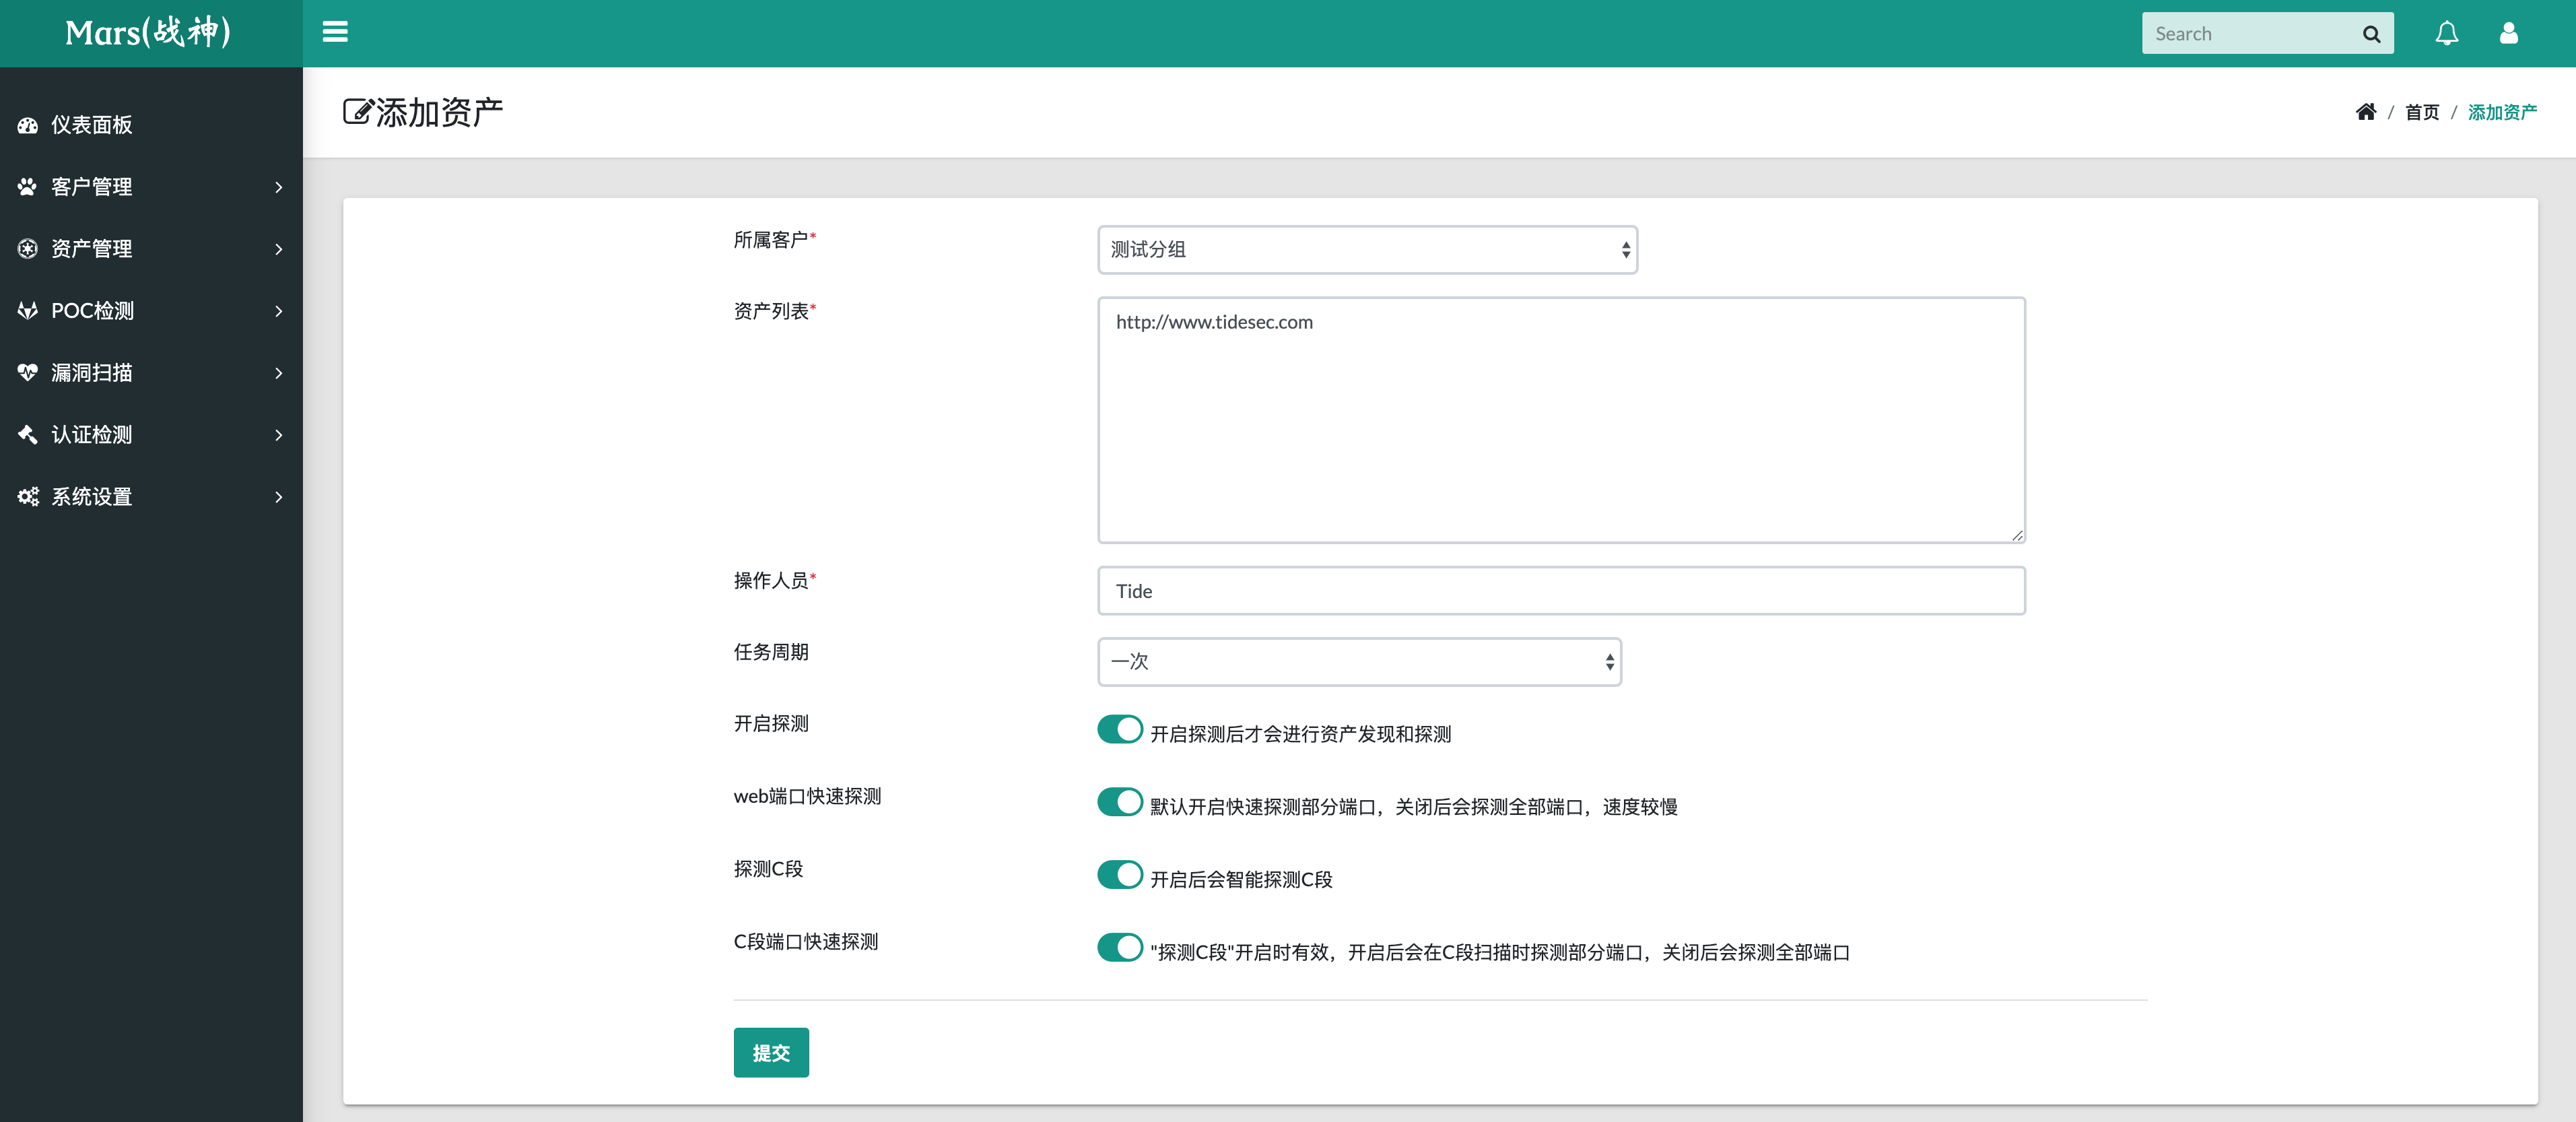 Mars(战神)
Search
仪表面板
客户管理
资产管理
POC检测
漏洞扫描
认证检测
系统设置
添加资产
/ 首页 / 添加资产
所属客户* 测试分组
资产列表* http://www.tidesec.com
操作人员* Tide
任务周期 一次
开启探测 开启探测后才会进行资产发现和探测
web端口快速探测 默认开启快速探测部分端口，关闭后会探测全部端口，速度较慢
探测C段 开启后会智能探测C段
C段端口快速探测 "探测C段"开启时有效，开启后会在C段扫描时探测部分端口，关闭后会探测全部端口
提交